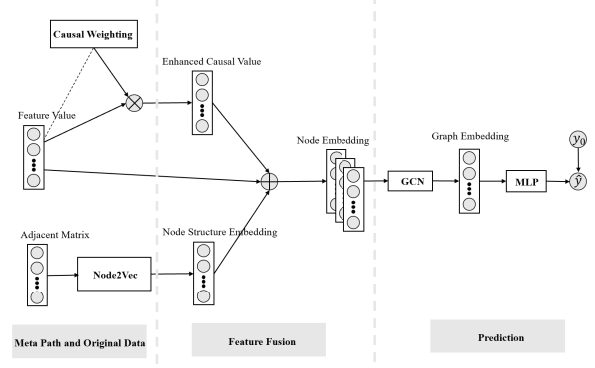 Causal Weighting
Enhanced Causal Value
Feature Value
Node Embedding
Graph Embedding
y₀
GCN
MLP
ŷ
Adjacent Matrix
Node Structure Embedding
Node2Vec
Meta Path and Original Data
Feature Fusion
Prediction